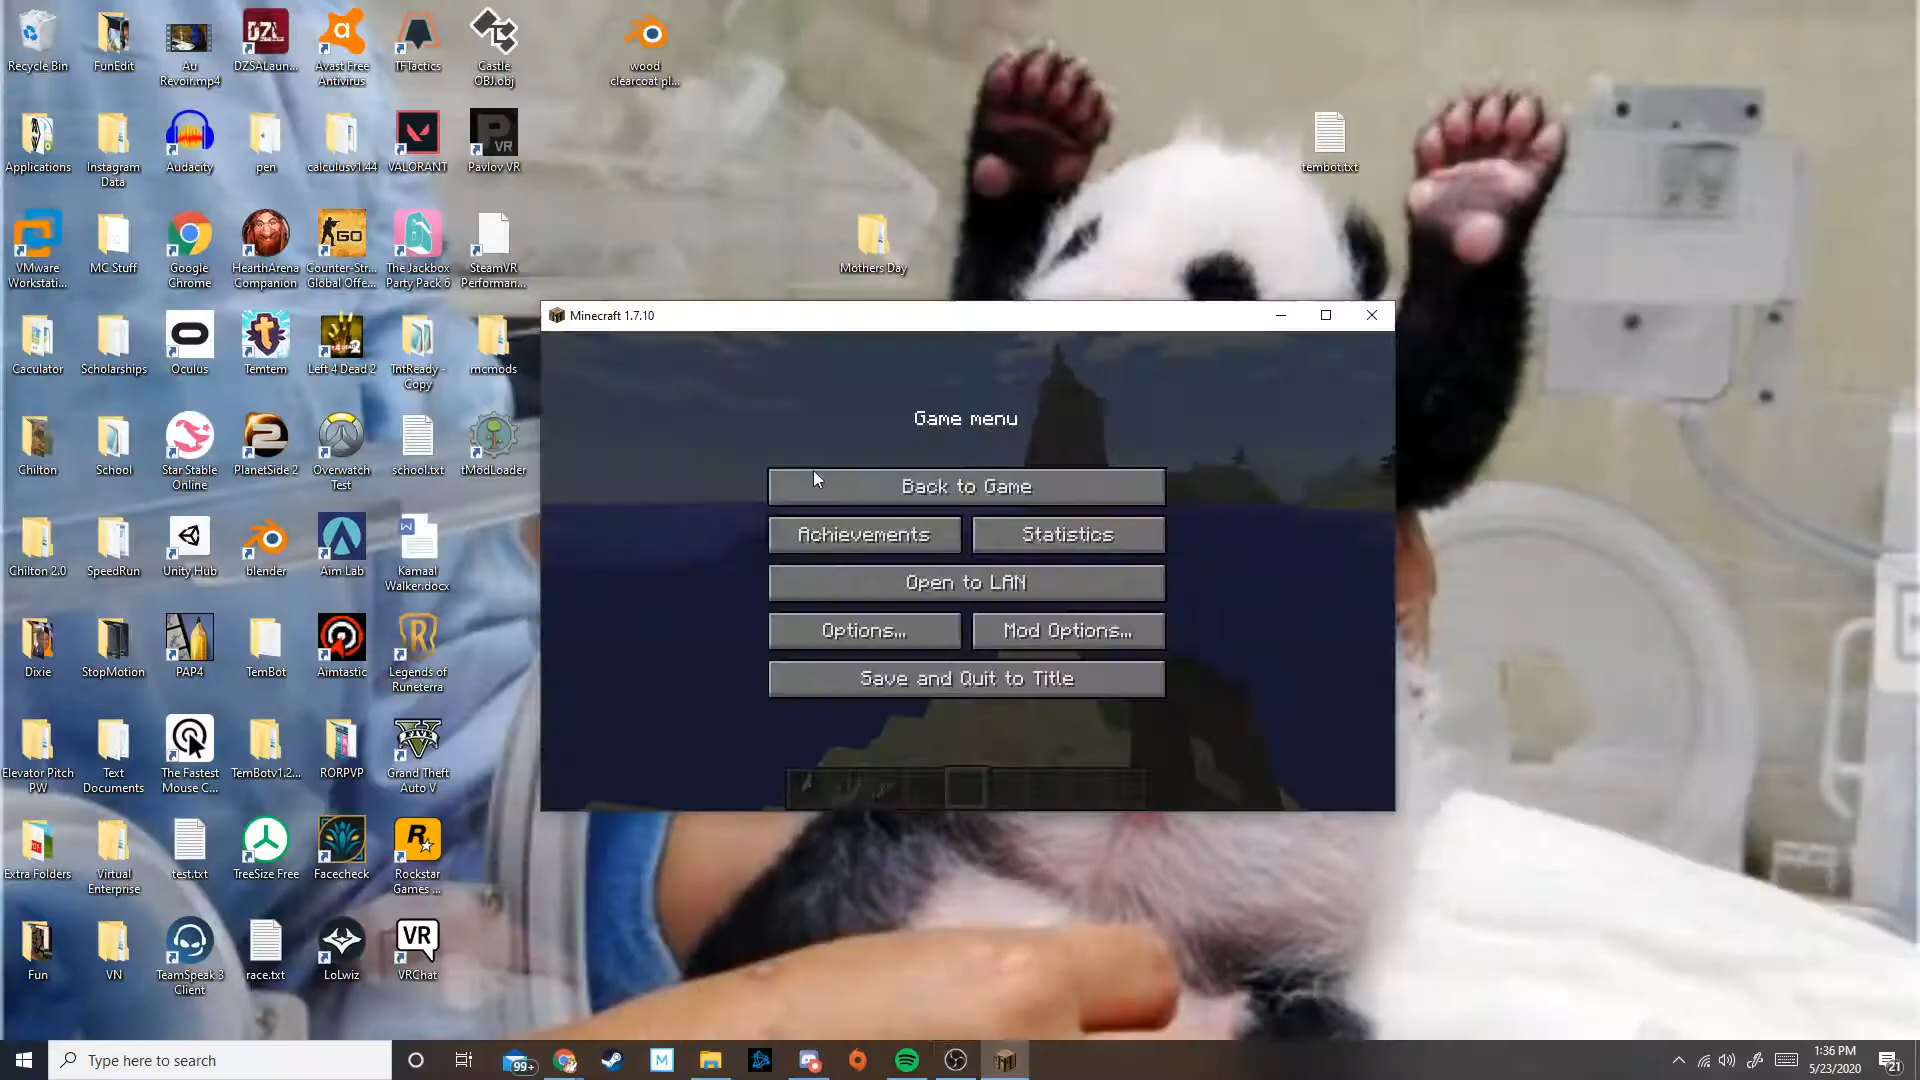 Recycle Bin
FunEdit
Au
Revoir.mp4
DZSALaun...
Avast Free
Antivirus
TFTactics
Castle
OBJ.obj
wood
clearcoat pl...
Applications
Instagram
Data
Audacity
pen
calculusv1.44
VALORANT
Pavlov VR
tembot.txt
VMware
Workstati...
MC Stuff
Google
Chrome
HearthArena
Companion
Counter-Str...
Global Offe...
The Jackbox
Party Pack 6
SteamVR
Performan...
Mothers Day
Caculator
Scholarships
Oculus
Temtem
Left 4 Dead 2
TntReady -
Copy
mcmods
Chilton
School
Star Stable
Online
PlanetSide 2
Overwatch
Test
school.txt
tModLoader
Chilton 2.0
SpeedRun
Unity Hub
blender
Aim Lab
Kamaal
Walker.docx
Dixie
StopMotion
PAP4
TemBot
Aimtastic
Legends of
Runeterra
Elevator Pitch
PW
Text
Documents
The Fastest
Mouse C...
TemBotv1.2...
RORPVP
Grand Theft
Auto V
Extra Folders
Virtual
Enterprise
test.txt
TreeSize Free
Facecheck
Rockstar
Games ...
Fun
VN
TeamSpeak 3
Client
race.txt
LoLwiz
VRChat
Minecraft 1.7.10
Game menu
Back to Game
Achievements
Statistics
Open to LAN
Options...
Mod Options...
Save and Quit to Title
Type here to search
99+
1:36 PM
5/23/2020
21